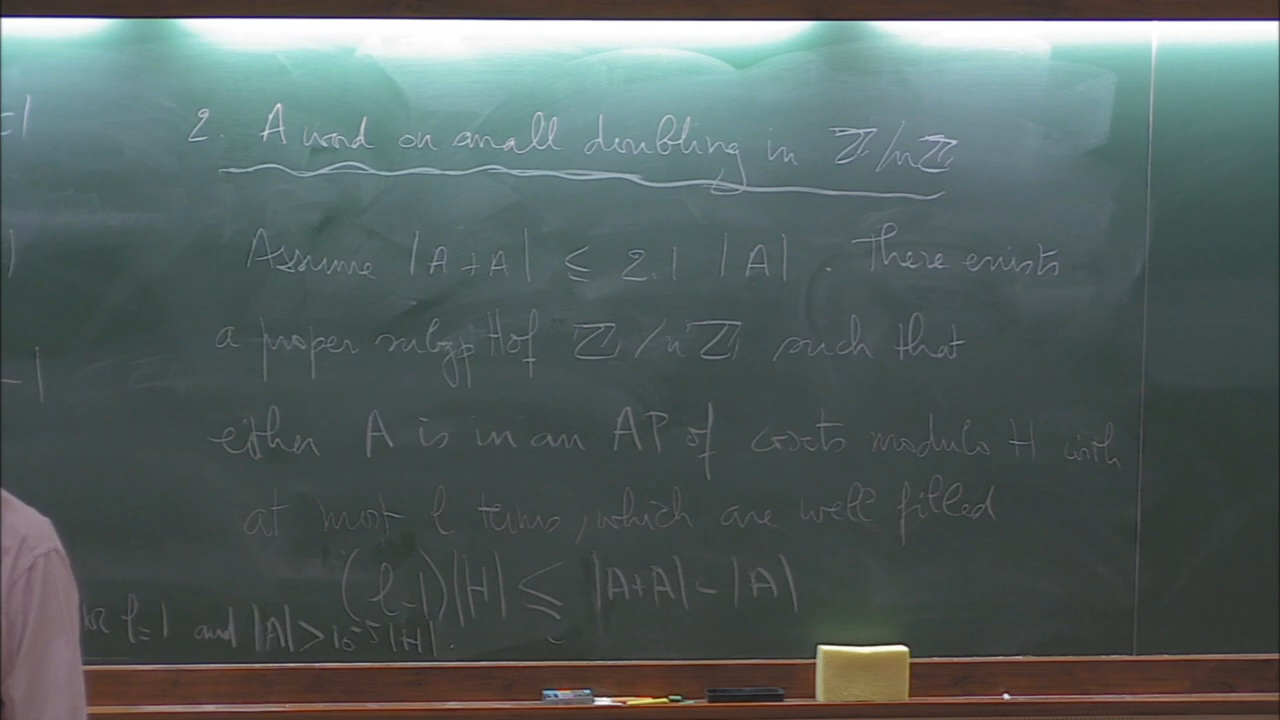 2. A word on small doubling in ℤ/nℤ
Assume |A+A| ≤ 2.1 |A|. There exists
a proper subgp H of ℤ/nℤ such that
either A is in an AP of cosets modulo H with
at most l terms, which are well filled
(l-1)|H| ≤ |A+A| - |A|
or l=1 and |A| > 10^-5 |H|.